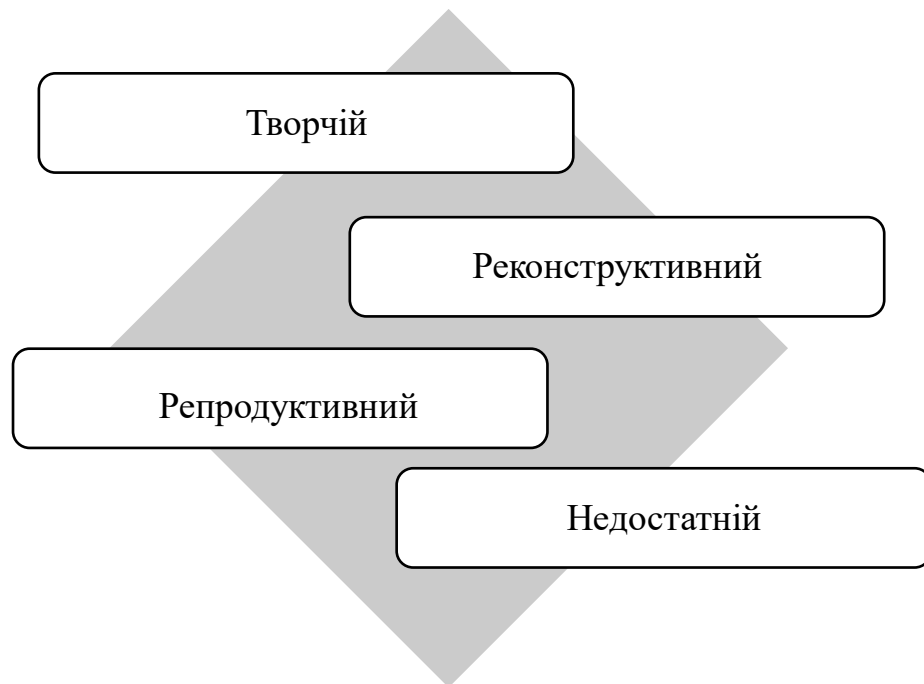 Творчій
Реконструктивний
Репродуктивний
Недостатній